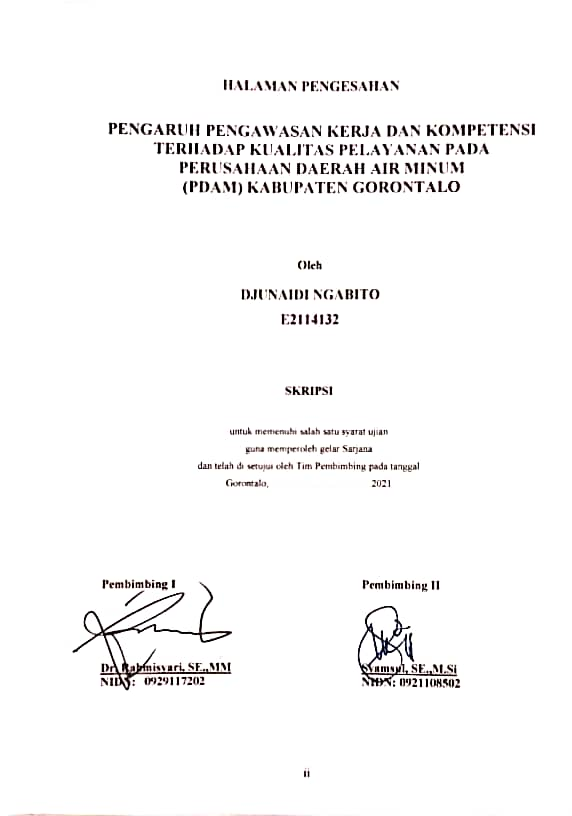 HALAMAN PENGESAHAN
PENGARUH PENGAWASAN KERJA DAN KOMPETENSI
TERHADAP KUALITAS PELAYANAN PADA
PERUSAHAAN DAERAH AIR MINUM
(PDAM) KABUPATEN GORONTALO
Oleh
DJUNAIDI NGABITO
E2114132
SKRIPSI
untuk memenuhi salah satu syarat ujian
guna memperoleh gelar Sarjana
dan telah di setujui oleh Tim Pembimbing pada tanggal
Gorontalo, 2021
Pembimbing I Pembimbing II
Dr. Rahmisyari, SE.,MM Syamsul, SE.,M.Si
NIDN: 0929117202 NIDN: 0921108502
ii